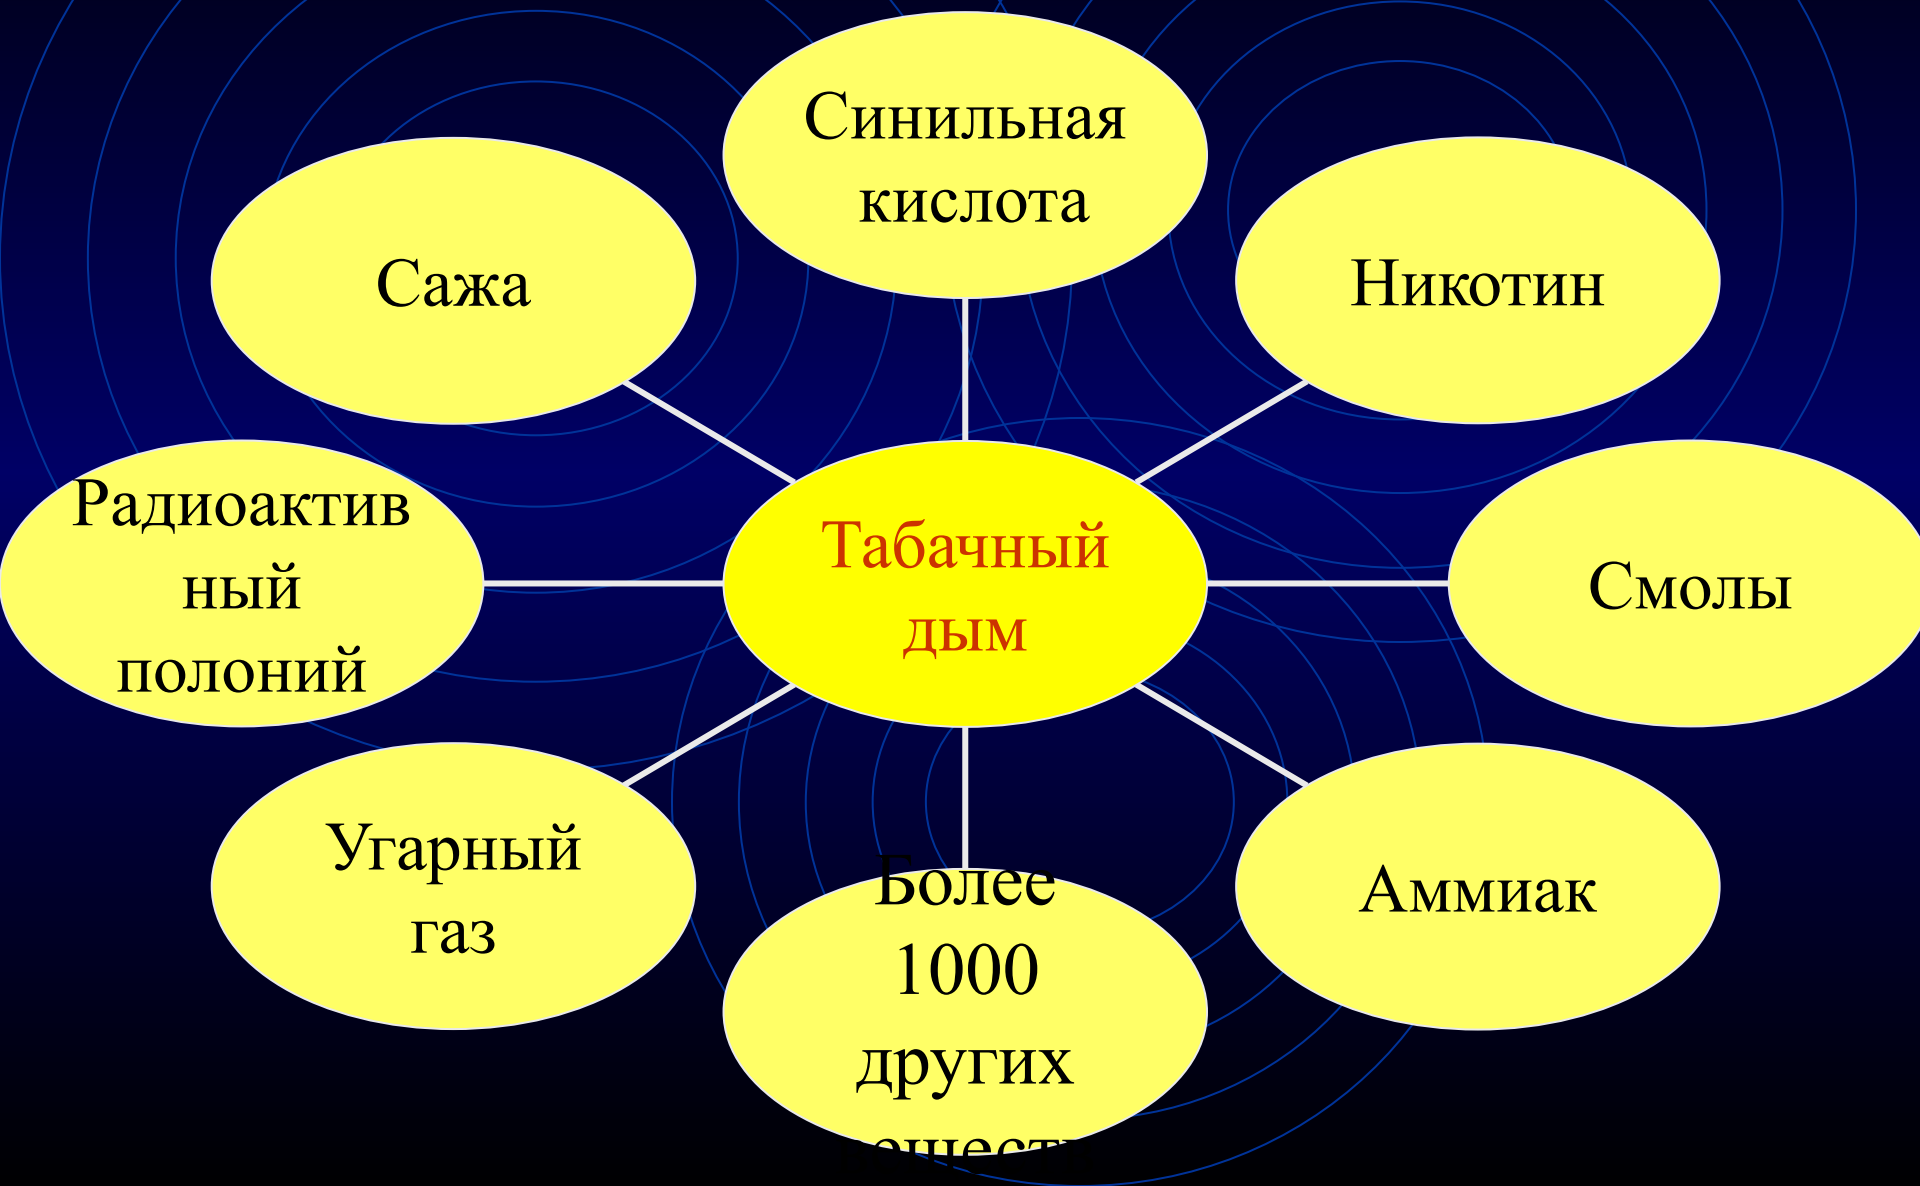 Синильная
кислота
Сажа
Никотин
Радиоактив
ный
полоний
Табачный
дым
Смолы
Угарный
газ
Более
1000
других
Аммиак